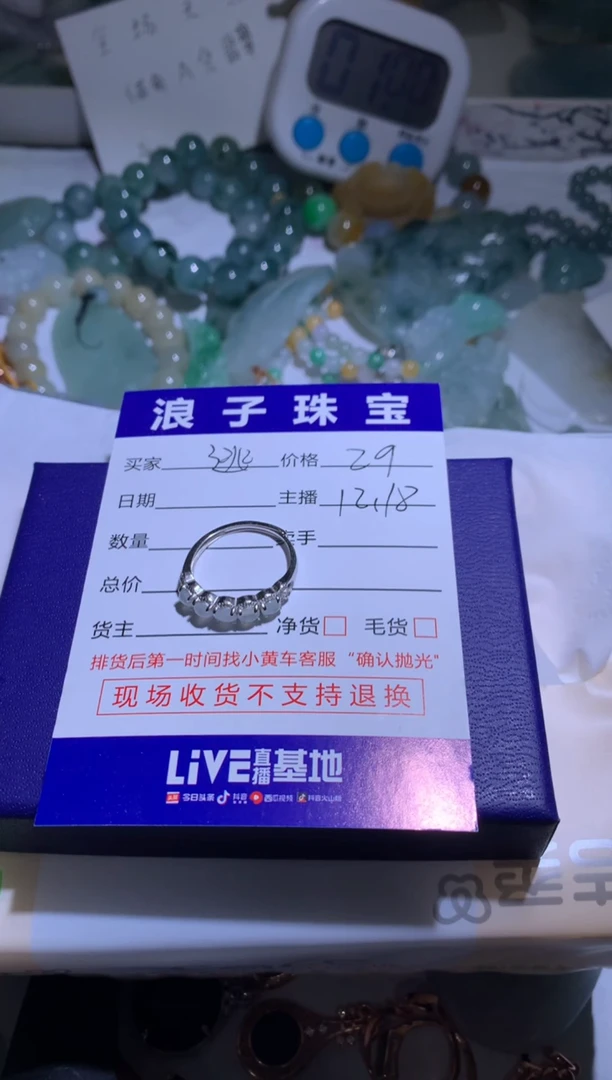 浪子珠宝
买家 价格 29
日期 主播 12.18
数量 手
总价
货主 净货 毛货
排货后第一时间找小黄车客服“确认抛光”
现场收货不支持退换
LiVE直播基地
今日头条 抖音 西瓜视频 抖音火山版